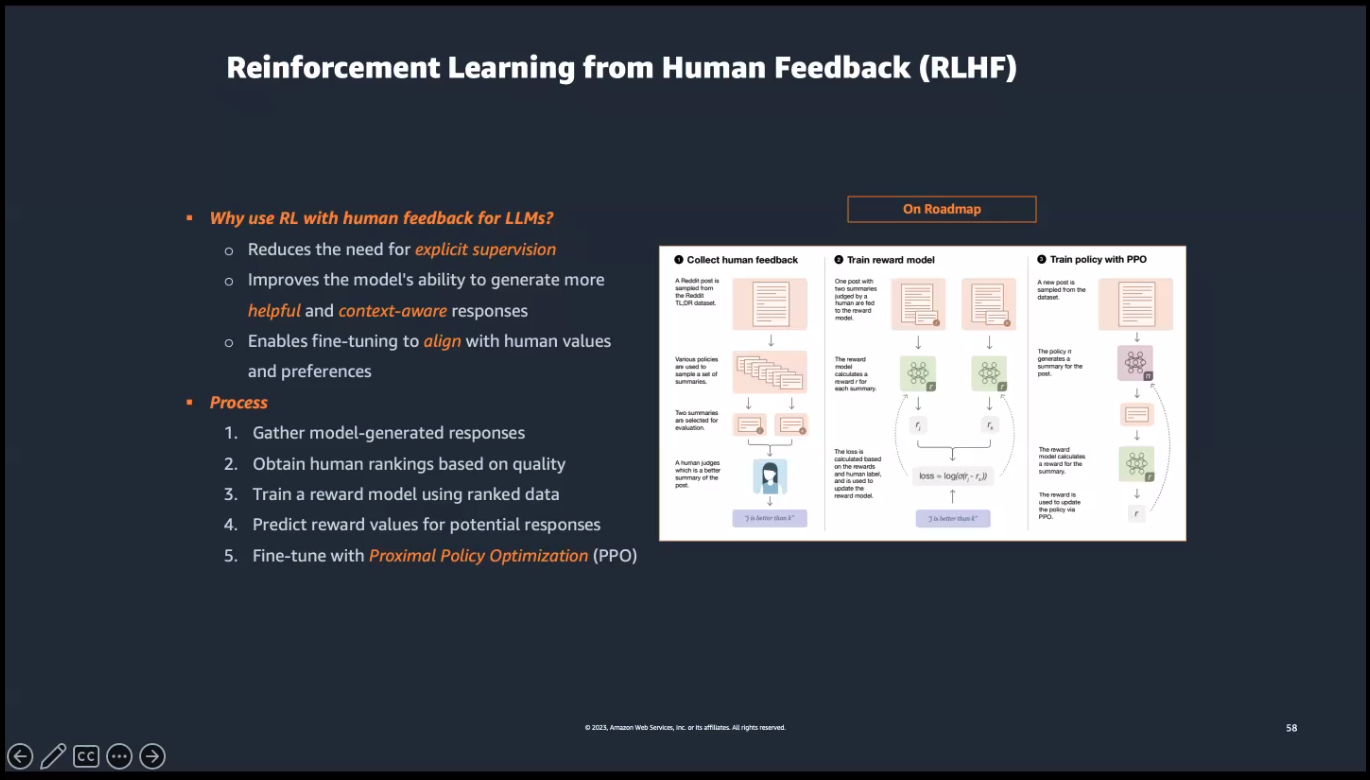 Reinforcement Learning from Human Feedback (RLHF)
▪ Why use RL with human feedback for LLMs?
o Reduces the need for explicit supervision
o Improves the model's ability to generate more
helpful and context-aware responses
o Enables fine-tuning to align with human values
and preferences
▪ Process
1. Gather model-generated responses
2. Obtain human rankings based on quality
3. Train a reward model using ranked data
4. Predict reward values for potential responses
5. Fine-tune with Proximal Policy Optimization (PPO)
On Roadmap
1 Collect human feedback
A Reddit post is
sampled from
the Reddit
TL;DR dataset.
Various policies
are used to
sample a set of
summaries.
Two summaries
are selected for
evaluation.
j
k
A human judges
which is a better
summary of the
post.
"j is better than k"
2 Train reward model
One post with
two summaries
judged by a
human are fed
to the reward
model.
j
k
The reward
model
calculates a
reward r for
each summary.
r
r
rj
rk
The loss is
calculated based
on the rewards
and human label,
and is used to
update the
reward model.
loss = log(σ(rj - rk))
"j is better than k"
3 Train policy with PPO
A new post is
sampled from the
dataset.
The policy π
generates a
summary for the
post.
π
The reward
model calculates
a reward for the
summary.
r
The reward is
used to update
the policy via
PPO.
r
© 2023, Amazon Web Services, Inc. or its affiliates. All rights reserved.
58
CC